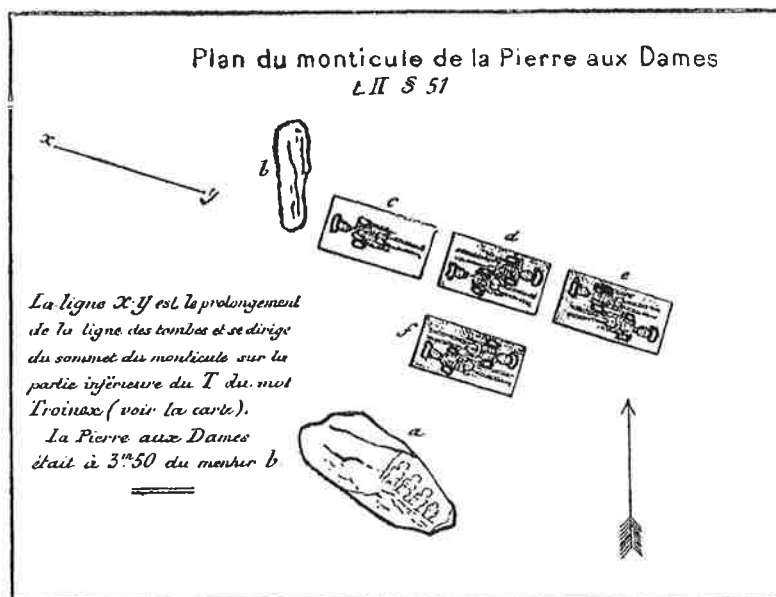 Plan du monticule de la Pierre aux Dames
t. II § 51
x
y
b
c
d
e
f
a
La ligne X-Y est le prolongement
de la ligne des tombes et se dirige
du sommet du monticule sur la
partie inférieure du T du mot
Troinex (voir la carte).
La Pierre aux Dames
était à 3m50 du menhir b